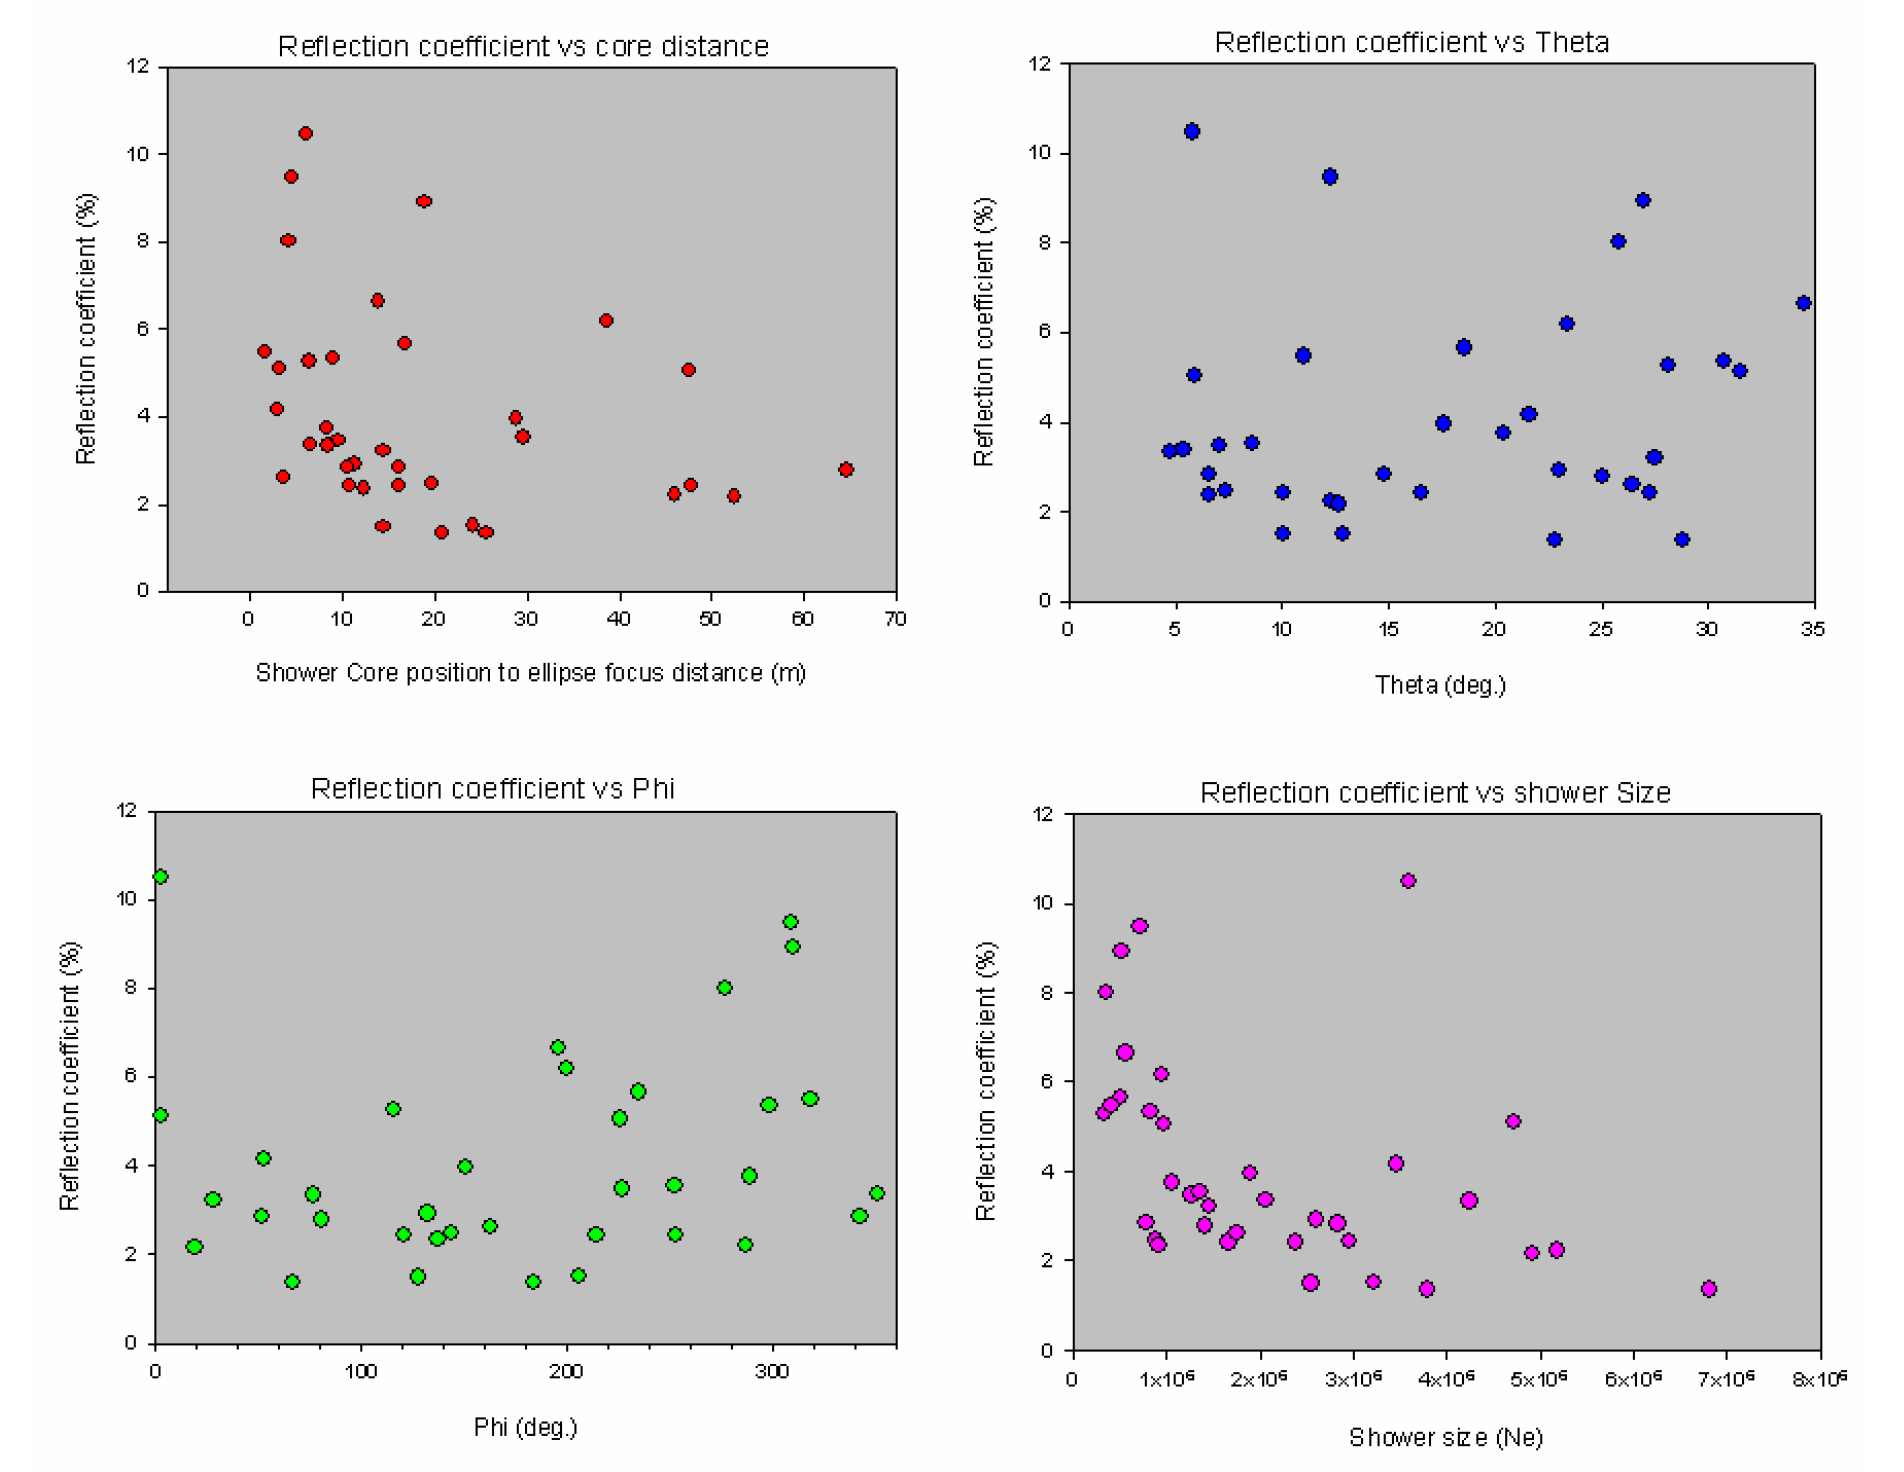 Reflection coefficient vs core distance
12
10
8
6
4
2
0
Reflection coefficient (%)
0 10 20 30 40 50 60 70
Shower Core position to ellipse focus distance (m)
Reflection coefficient vs Theta
12
10
8
6
4
2
0
Reflection coefficient (%)
0 5 10 15 20 25 30 35
Theta (deg.)
Reflection coefficient vs Phi
12
10
8
6
4
2
0
Reflection coefficient (%)
0 100 200 300
Phi (deg.)
Reflection coefficient vs shower Size
12
10
8
6
4
2
0
Reflection coefficient (%)
0 1x10⁶ 2x10⁶ 3x10⁶ 4x10⁶ 5x10⁶ 6x10⁶ 7x10⁶ 8x10⁶
Shower size (Ne)